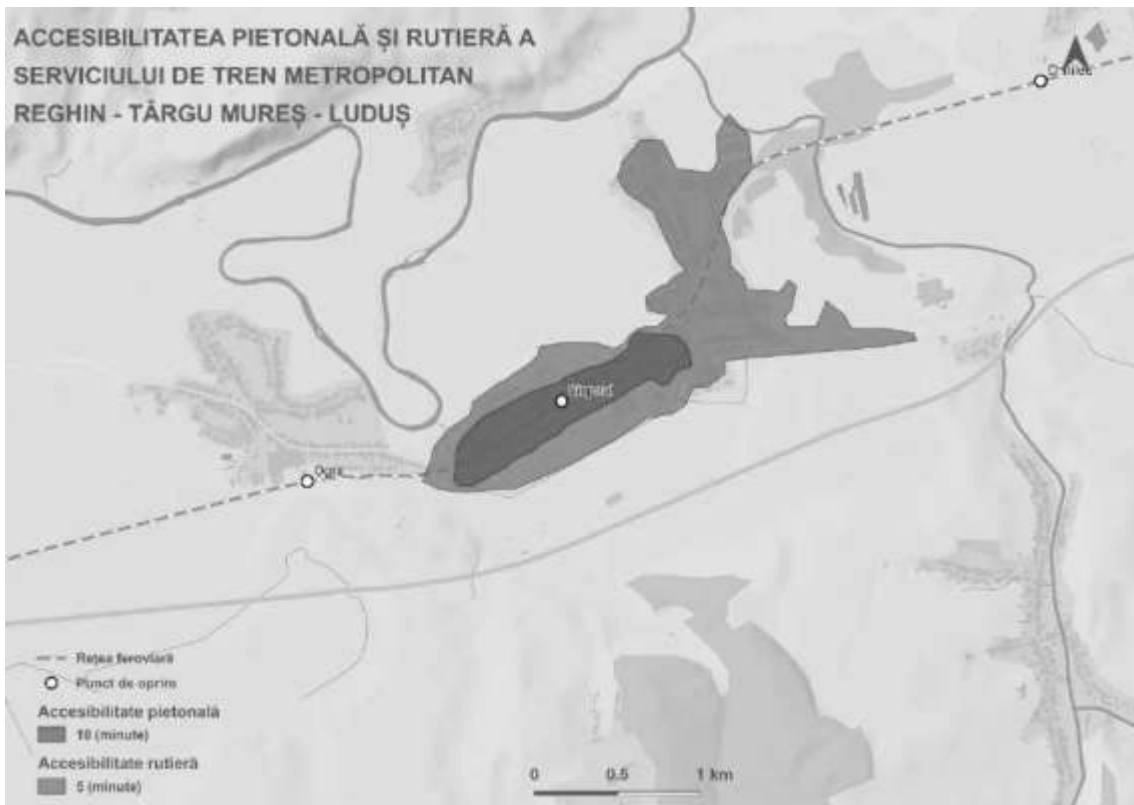 ACCESIBILITATEA PIETONALĂ ȘI RUTIERĂ A
SERVICIULUI DE TREN METROPOLITAN
REGHIN - TÂRGU MUREȘ - LUDUȘ
Ogra
Rețea feroviară
Punct de oprire
Accesibilitate pietonală
10 (minute)
Accesibilitate rutieră
5 (minute)
0 0.5 1 km